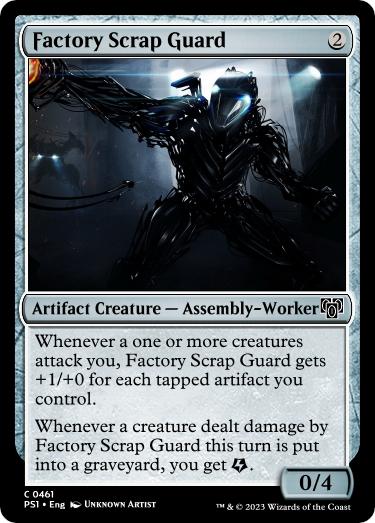 Factory Scrap Guard 2
Artifact Creature — Assembly-Worker
Whenever a one or more creatures
attack you, Factory Scrap Guard gets
+1/+0 for each tapped artifact you
control.
Whenever a creature dealt damage by
Factory Scrap Guard this turn is put
into a graveyard, you get .
0/4
C 0461
PS1 • Eng Unknown Artist
™ & © 2023 Wizards of the Coast